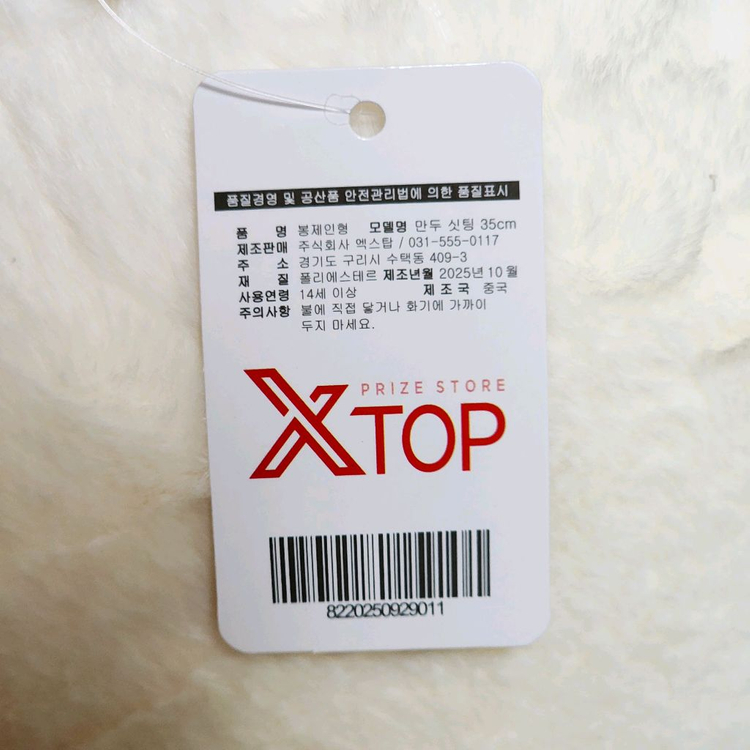 품질경영 및 공산품 안전관리법에 의한 품질표시
품 명 봉제인형 모델명 만두 싯팅 35cm
제조판매 주식회사 엑스탑 / 031-555-0117
주 소 경기도 구리시 수택동 409-3
재 질 폴리에스테르 제조년월 2025년 10월
사용연령 14세 이상 제 조 국 중국
주의사항 불에 직접 닿거나 화기에 가까이
두지 마세요.
PRIZE STORE
XTOP
8220250929011